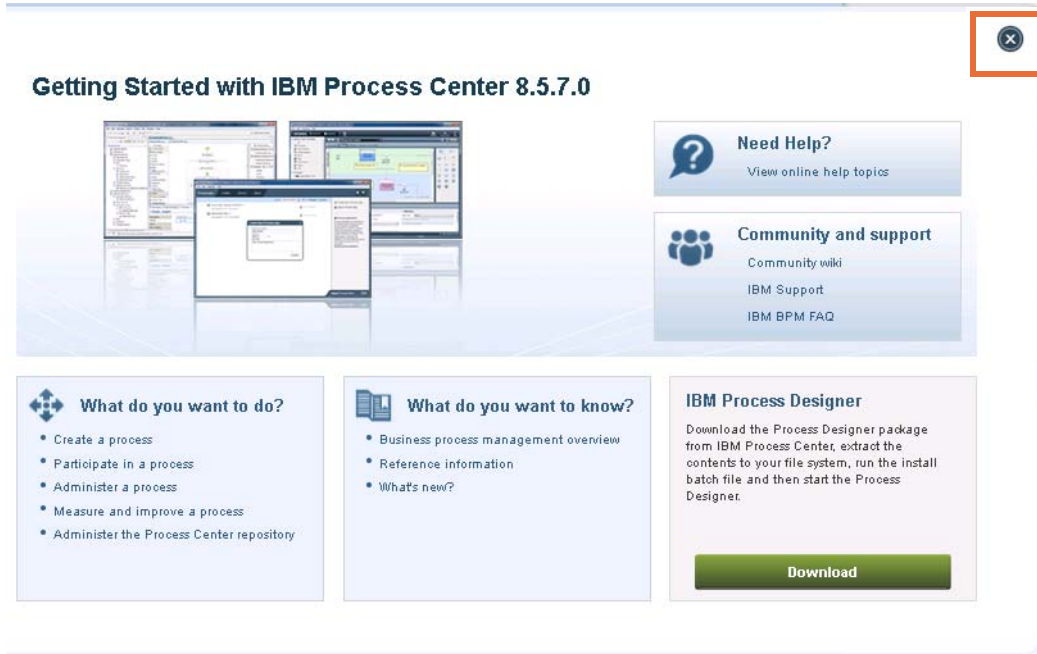 Getting Started with IBM Process Center 8.5.7.0
Need Help?
View online help topics
Community and support
Community wiki
IBM Support
IBM BPM FAQ
What do you want to do?
Create a process
Participate in a process
Administer a process
Measure and improve a process
Administer the Process Center repository
What do you want to know?
Business process management overview
Reference information
What's new?
IBM Process Designer
Download the Process Designer package
from IBM Process Center, extract the
contents to your file system, run the install
batch file and then start the Process
Designer.
Download